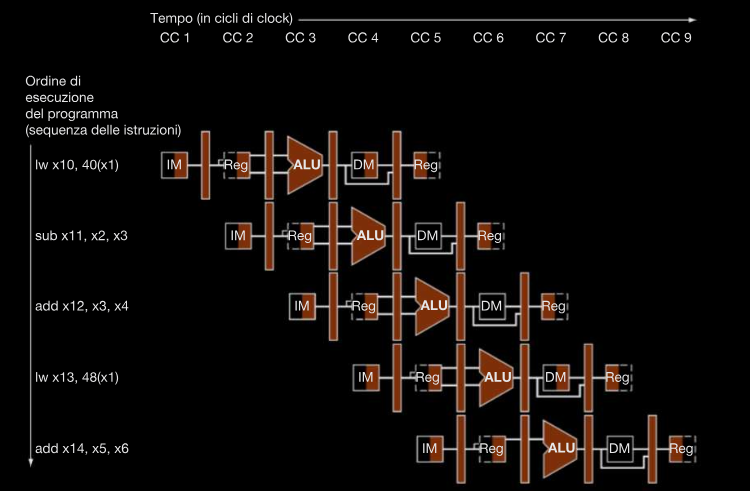 Tempo (in cicli di clock)
CC 1 CC 2 CC 3 CC 4 CC 5 CC 6 CC 7 CC 8 CC 9
Ordine di
esecuzione
del programma
(sequenza delle istruzioni)
lw x10, 40(x1) IM Reg ALU DM Reg
sub x11, x2, x3 IM Reg ALU DM Reg
add x12, x3, x4 IM Reg ALU DM Reg
lw x13, 48(x1) IM Reg ALU DM Reg
add x14, x5, x6 IM Reg ALU DM Reg